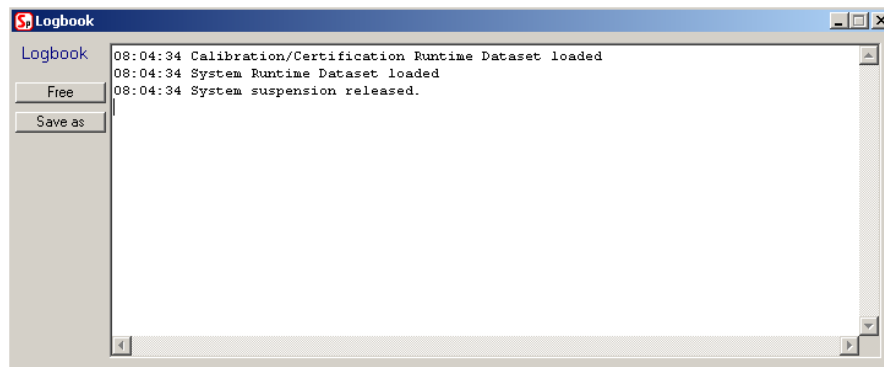 Sp Logbook
Logbook
Free
Save as
08:04:34 Calibration/Certification Runtime Dataset loaded
08:04:34 System Runtime Dataset loaded
08:04:34 System suspension released.